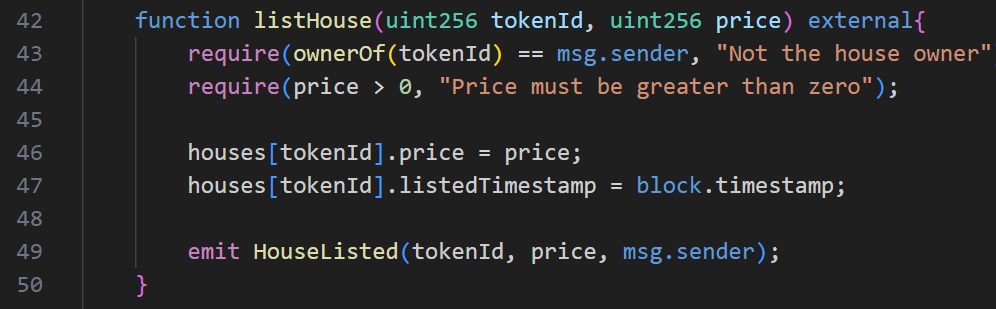 42 function listHouse(uint256 tokenId, uint256 price) external{
43 require(ownerOf(tokenId) == msg.sender, "Not the house owner"
44 require(price > 0, "Price must be greater than zero");
45
46 houses[tokenId].price = price;
47 houses[tokenId].listedTimestamp = block.timestamp;
48
49 emit HouseListed(tokenId, price, msg.sender);
50 }